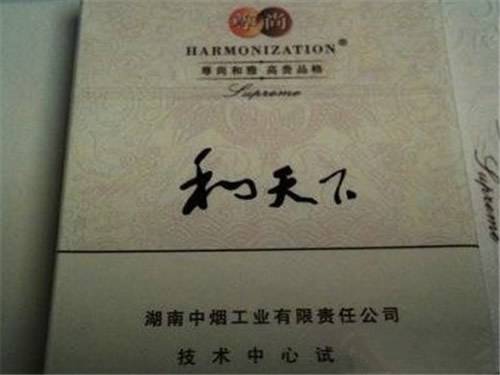 尊尚
HARMONIZATION®
尊尚和雅 高贵品格
Supreme
和天下
湖南中烟工业有限责任公司
技术中心试
Supreme